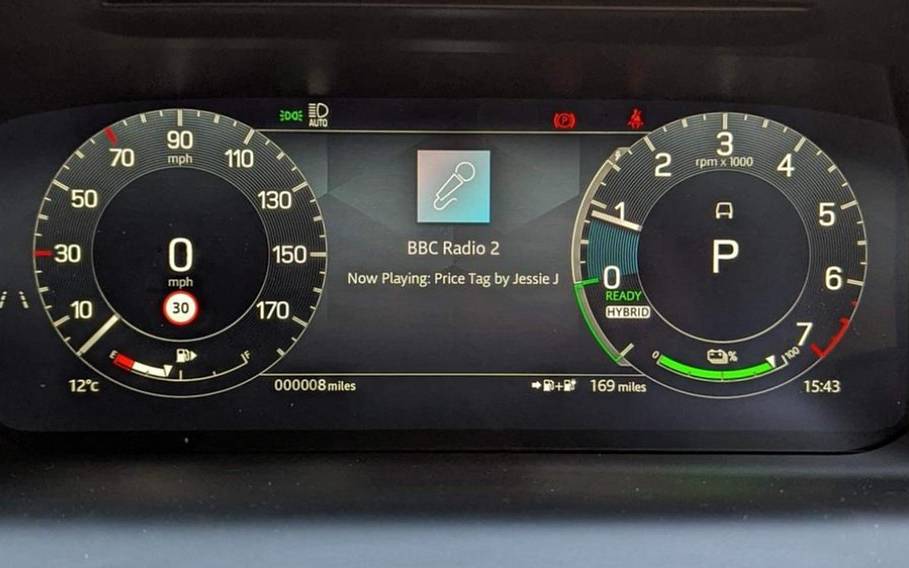 AUTO
P
90
mph
70
110
50
130
30
150
10
170
0
mph
30
E
F
12°c
000008 miles
BBC Radio 2
Now Playing: Price Tag by Jessie J
3
rpm x 1000
2
4
1
5
0
6
7
P
READY
HYBRID
0
%
100
169 miles
15:43